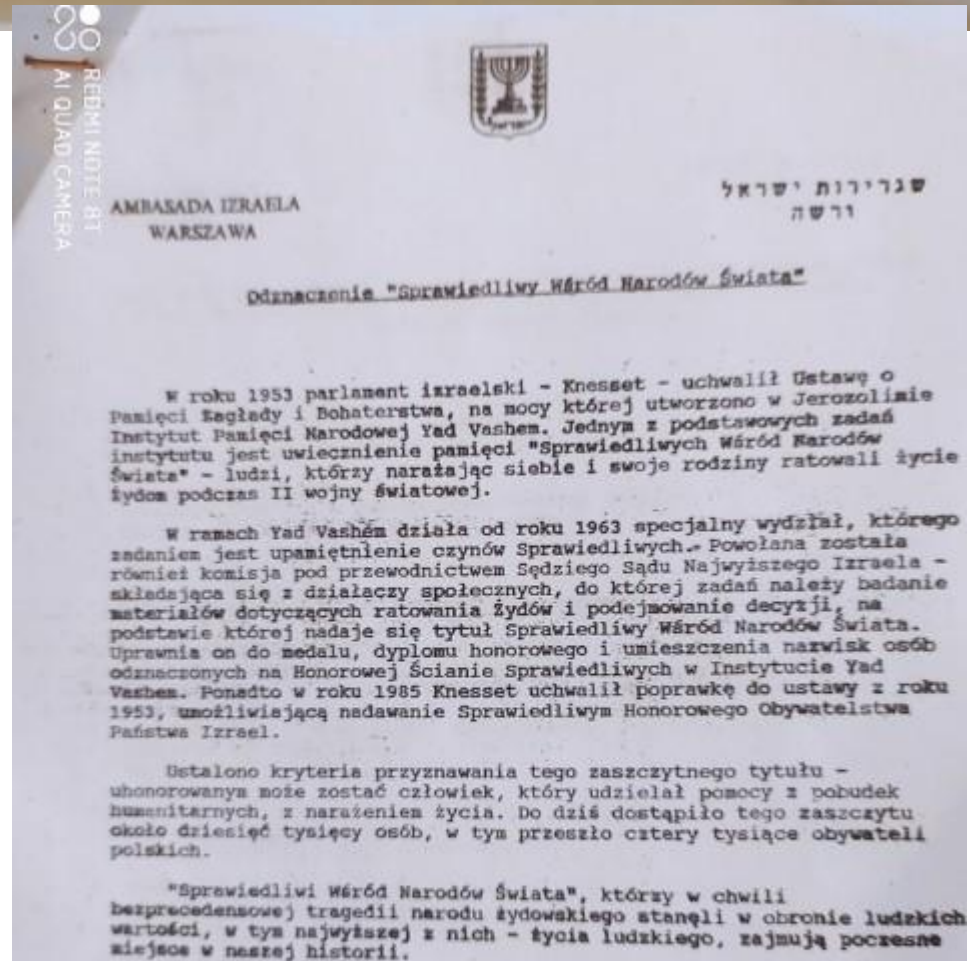 REDMI NOTE 8T
AI QUAD CAMERA
AMBASADA IZRAELA
WARSZAWA
שגרירות ישראל
ורשה
Odznaczenie "Sprawiedliwy Wśród Narodów Świata"
W roku 1953 parlament izraelski - Knesset - uchwalił Ustawę o
Pamięci Zagłady i Bohaterstwa, na mocy której utworzono w Jerozolimie
Instytut Pamięci Narodowej Yad Vashem. Jednym z podstawowych zadań
instytutu jest uwiecznienie pamięci "Sprawiedliwych Wśród Narodów
Świata" - ludzi, którzy narażając siebie i swoje rodziny ratowali życie
Żydom podczas II wojny światowej.
W ramach Yad Vashem działa od roku 1963 specjalny wydział, którego
zadaniem jest upamiętnienie czynów Sprawiedliwych. Powołana została
również komisja pod przewodnictwem Sędziego Sądu Najwyższego Izraela -
składająca się z działaczy społecznych, do której zadań należy badanie
materiałów dotyczących ratowania Żydów i podejmowanie decyzji, na
podstawie której nadaje się tytuł Sprawiedliwy Wśród Narodów Świata.
Uprawnia on do medalu, dyplomu honorowego i umieszczenia nazwisk osób
odznaczonych na Honorowej Ścianie Sprawiedliwych w Instytucie Yad
Vashem. Ponadto w roku 1985 Knesset uchwalił poprawkę do ustawy z roku
1953, umożliwiającą nadawanie Sprawiedliwym Honorowego Obywatelstwa
Państwa Izrael.
Ustalono kryteria przyznawania tego zaszczytnego tytułu -
uhonorowanym może zostać człowiek, który udzielał pomocy z pobudek
humanitarnych, z narażeniem życia. Do dziś dostąpiło tego zaszczytu
około dziesięć tysięcy osób, w tym przeszło cztery tysiące obywateli
polskich.
"Sprawiedliwi Wśród Narodów Świata", którzy w chwili
bezprecedensowej tragedii narodu żydowskiego stanęli w obronie ludzkich
wartości, w tym najwyższej z nich - życia ludzkiego, zajmują poczesne
miejsce w naszej historii.